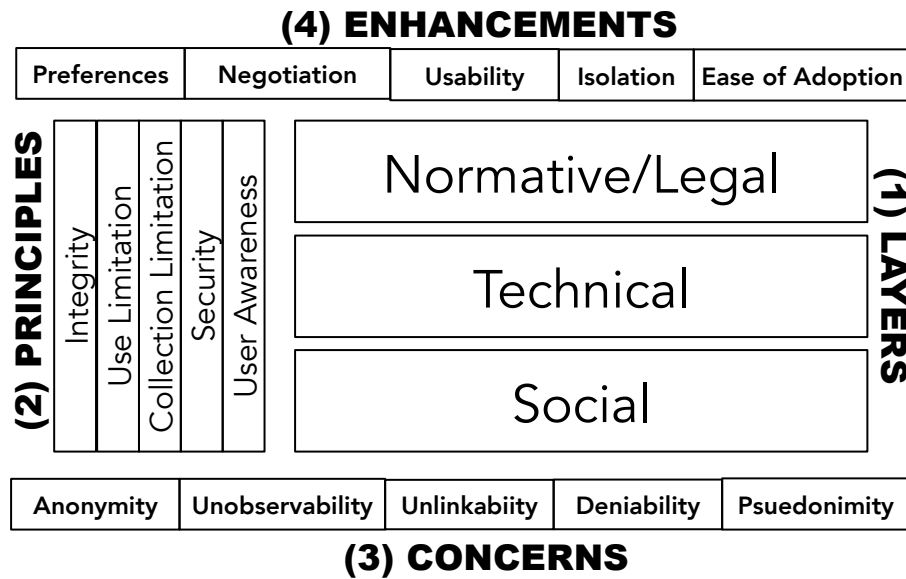 (4) ENHANCEMENTS
Preferences
Negotiation
Usability
Isolation
Ease of Adoption
(2) PRINCIPLES
Integrity
Use Limitation
Collection Limitation
Security
User Awareness
Normative/Legal
Technical
Social
(1) LAYERS
Anonymity
Unobservability
Unlinkabiity
Deniability
Psuedonimity
(3) CONCERNS